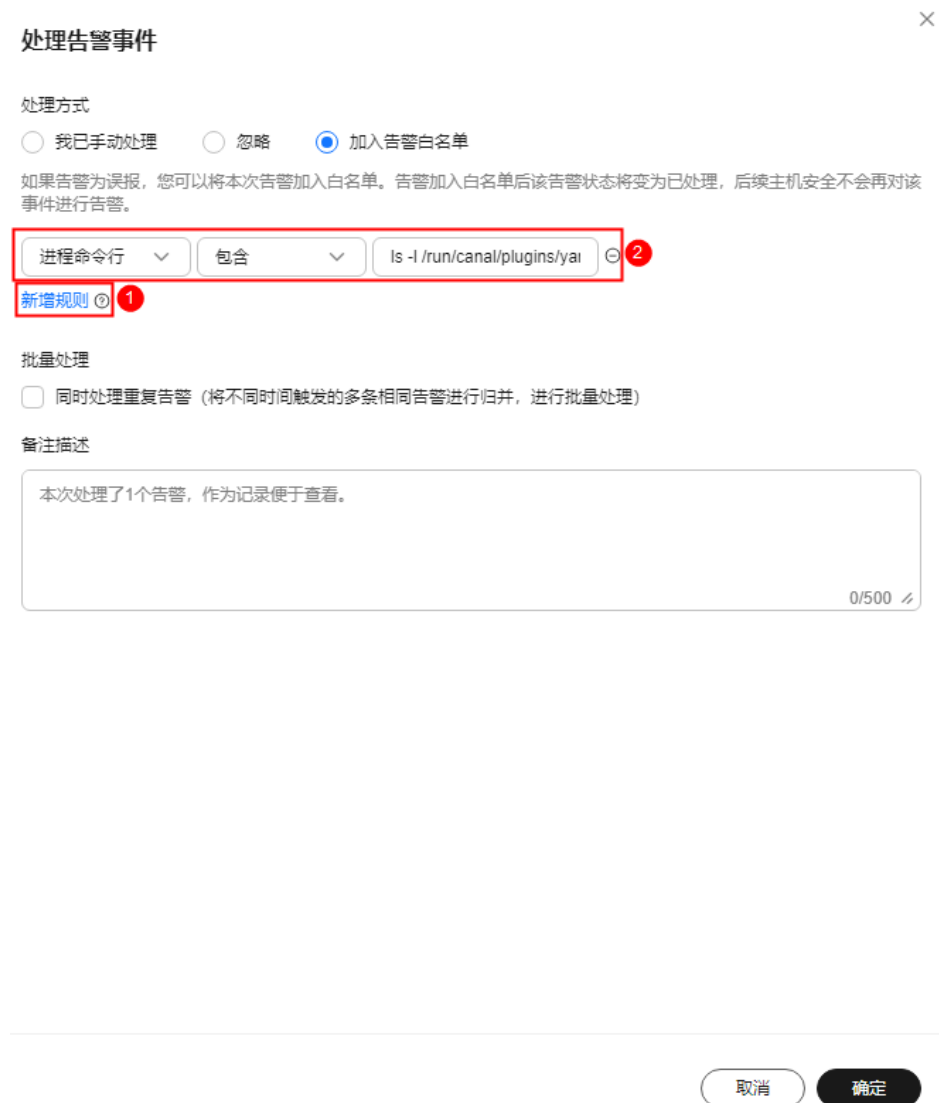 处理告警事件
处理方式
我已手动处理 忽略 加入告警白名单
如果告警为误报，您可以将本次告警加入白名单。告警加入白名单后该告警状态将变为已处理，后续主机安全不会再对该
事件进行告警。
进程命令行 包含 ls -l /run/canal/plugins/yar 2
新增规则 ? 1
批量处理
同时处理重复告警（将不同时间触发的多条相同告警进行归并，进行批量处理）
备注描述
本次处理了1个告警，作为记录便于查看。
0/500
取消 确定